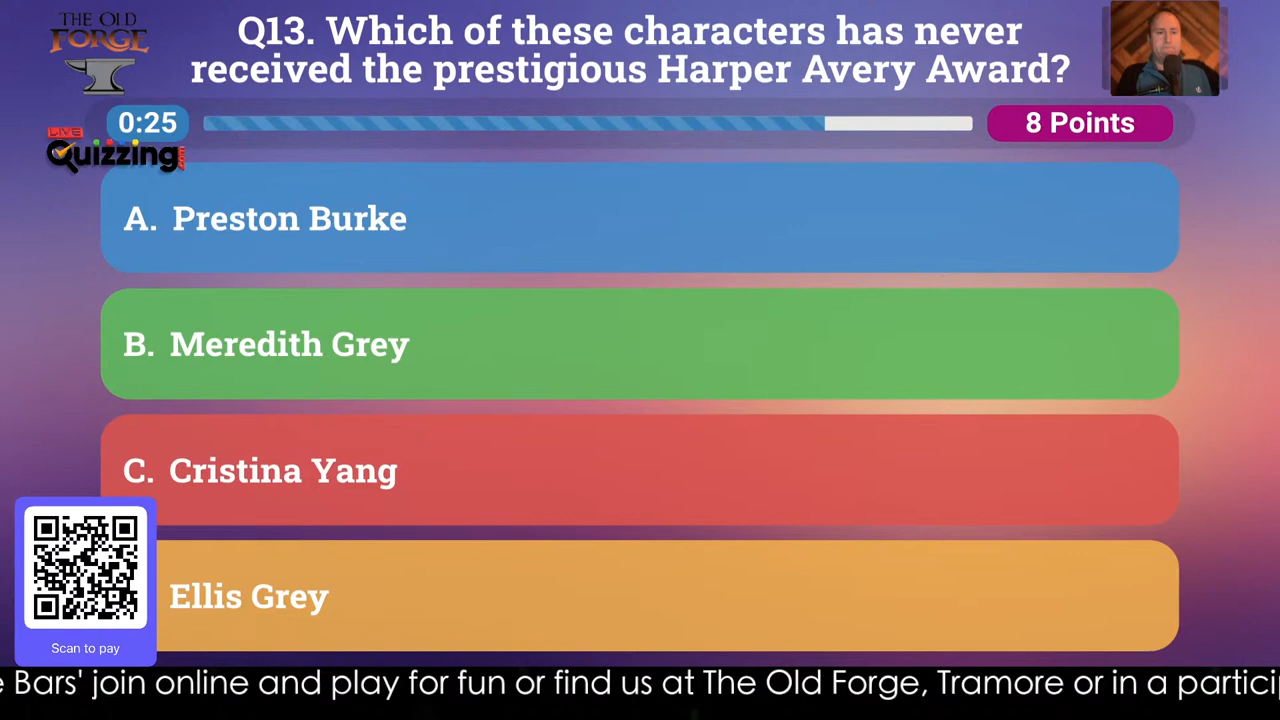 THE OLD
FORGE
Q13. Which of these characters has never
received the prestigious Harper Avery Award?
0:25
8 Points
LIVE
Quizzing
A. Preston Burke
B. Meredith Grey
C. Cristina Yang
Ellis Grey
Scan to pay
e Bars' join online and play for fun or find us at The Old Forge, Tramore or in a partici